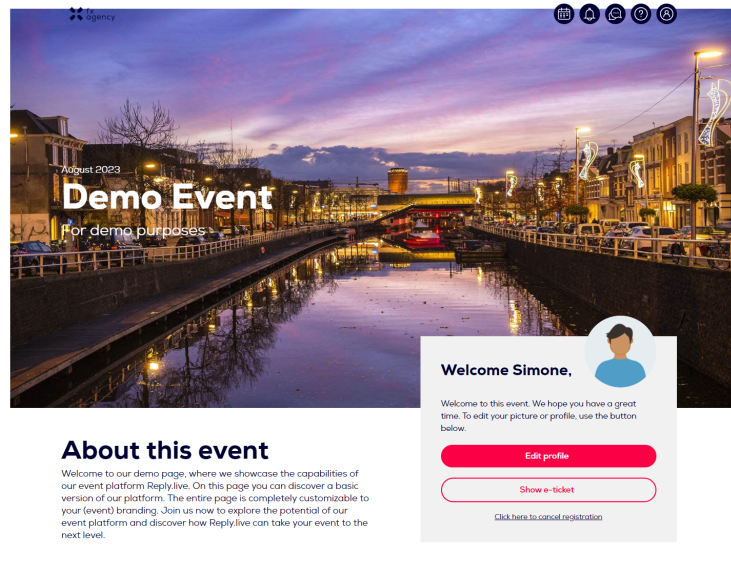 fx
agency
August 2023
Demo Event
For demo purposes
Welcome Simone,
Welcome to this event. We hope you have a great
time. To edit your picture or profile, use the button
below.
Edit profile
Show e-ticket
Click here to cancel registration
About this event
Welcome to our demo page, where we showcase the capabilities of
our event platform Reply.live. On this page you can discover a basic
version of our platform. The entire page is completely customizable to
your (event) branding. Join us now to explore the potential of our
event platform and discover how Reply.live can take your event to the
next level.